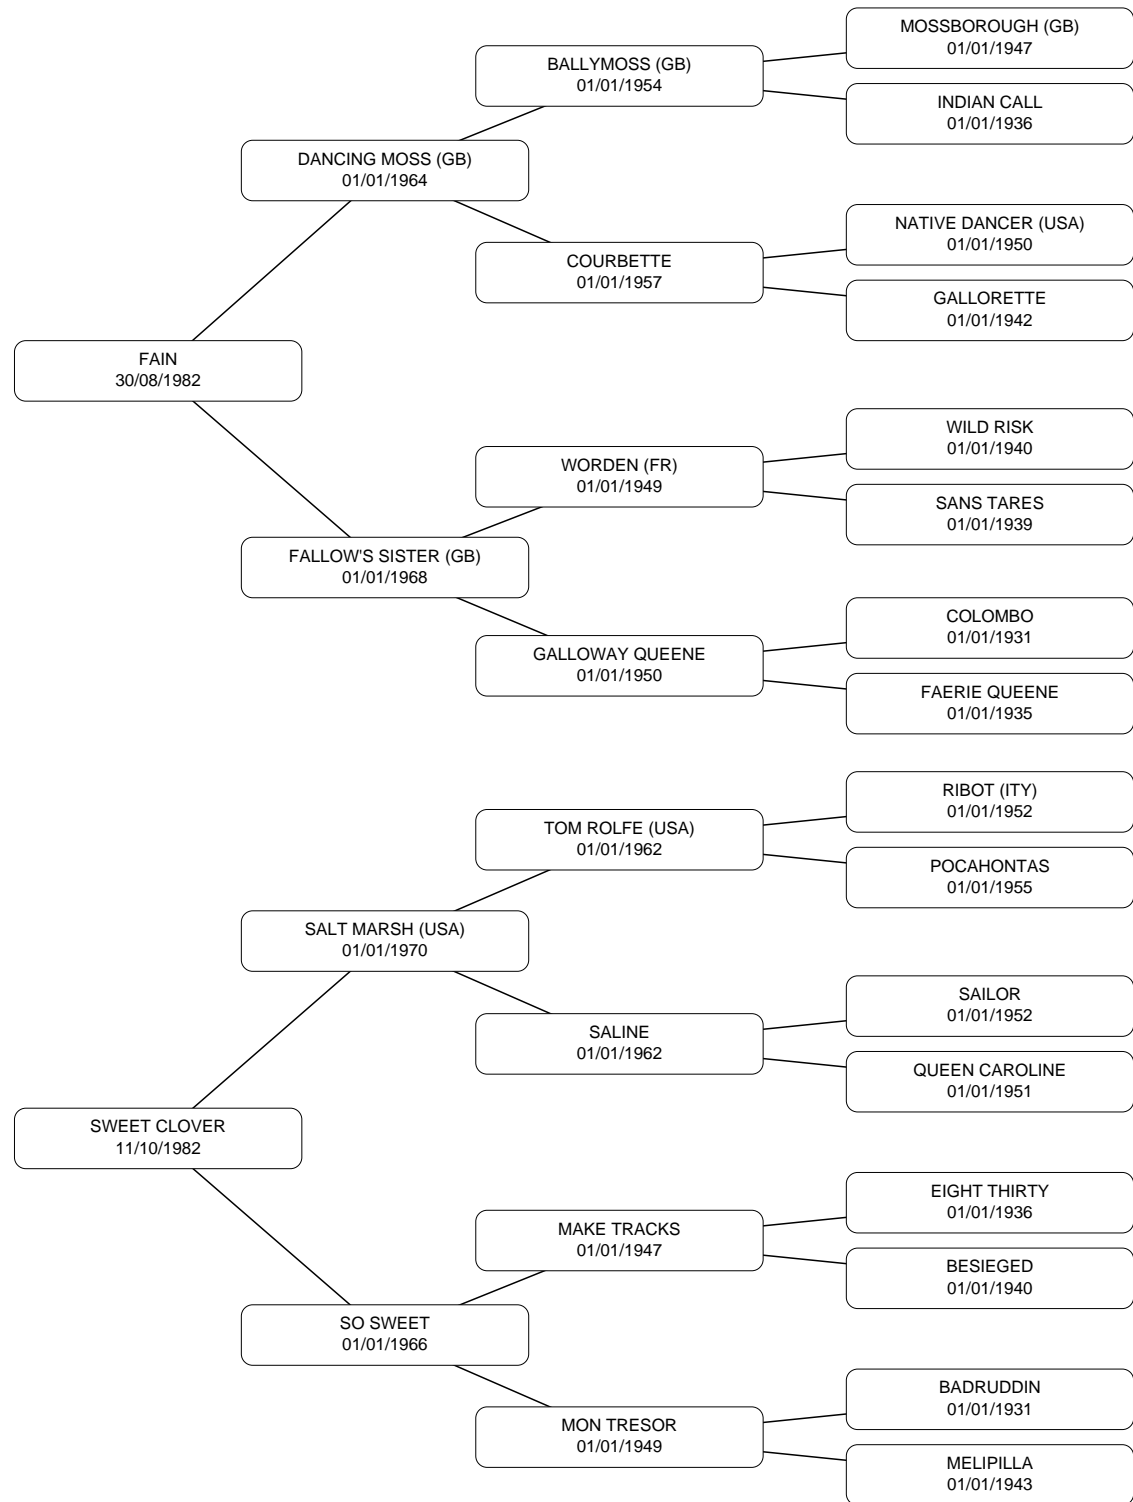 MOSSBOROUGH (GB)
01/01/1947
BALLYMOSS (GB)
01/01/1954
INDIAN CALL
01/01/1936
DANCING MOSS (GB)
01/01/1964
NATIVE DANCER (USA)
01/01/1950
COURBETTE
01/01/1957
GALLORETTE
01/01/1942
FAIN
30/08/1982
WILD RISK
01/01/1940
WORDEN (FR)
01/01/1949
SANS TARES
01/01/1939
FALLOW'S SISTER (GB)
01/01/1968
COLOMBO
01/01/1931
GALLOWAY QUEENE
01/01/1950
FAERIE QUEENE
01/01/1935
RIBOT (ITY)
01/01/1952
TOM ROLFE (USA)
01/01/1962
POCAHONTAS
01/01/1955
SALT MARSH (USA)
01/01/1970
SAILOR
01/01/1952
SALINE
01/01/1962
QUEEN CAROLINE
01/01/1951
SWEET CLOVER
11/10/1982
EIGHT THIRTY
01/01/1936
MAKE TRACKS
01/01/1947
BESIEGED
01/01/1940
SO SWEET
01/01/1966
BADRUDDIN
01/01/1931
MON TRESOR
01/01/1949
MELIPILLA
01/01/1943